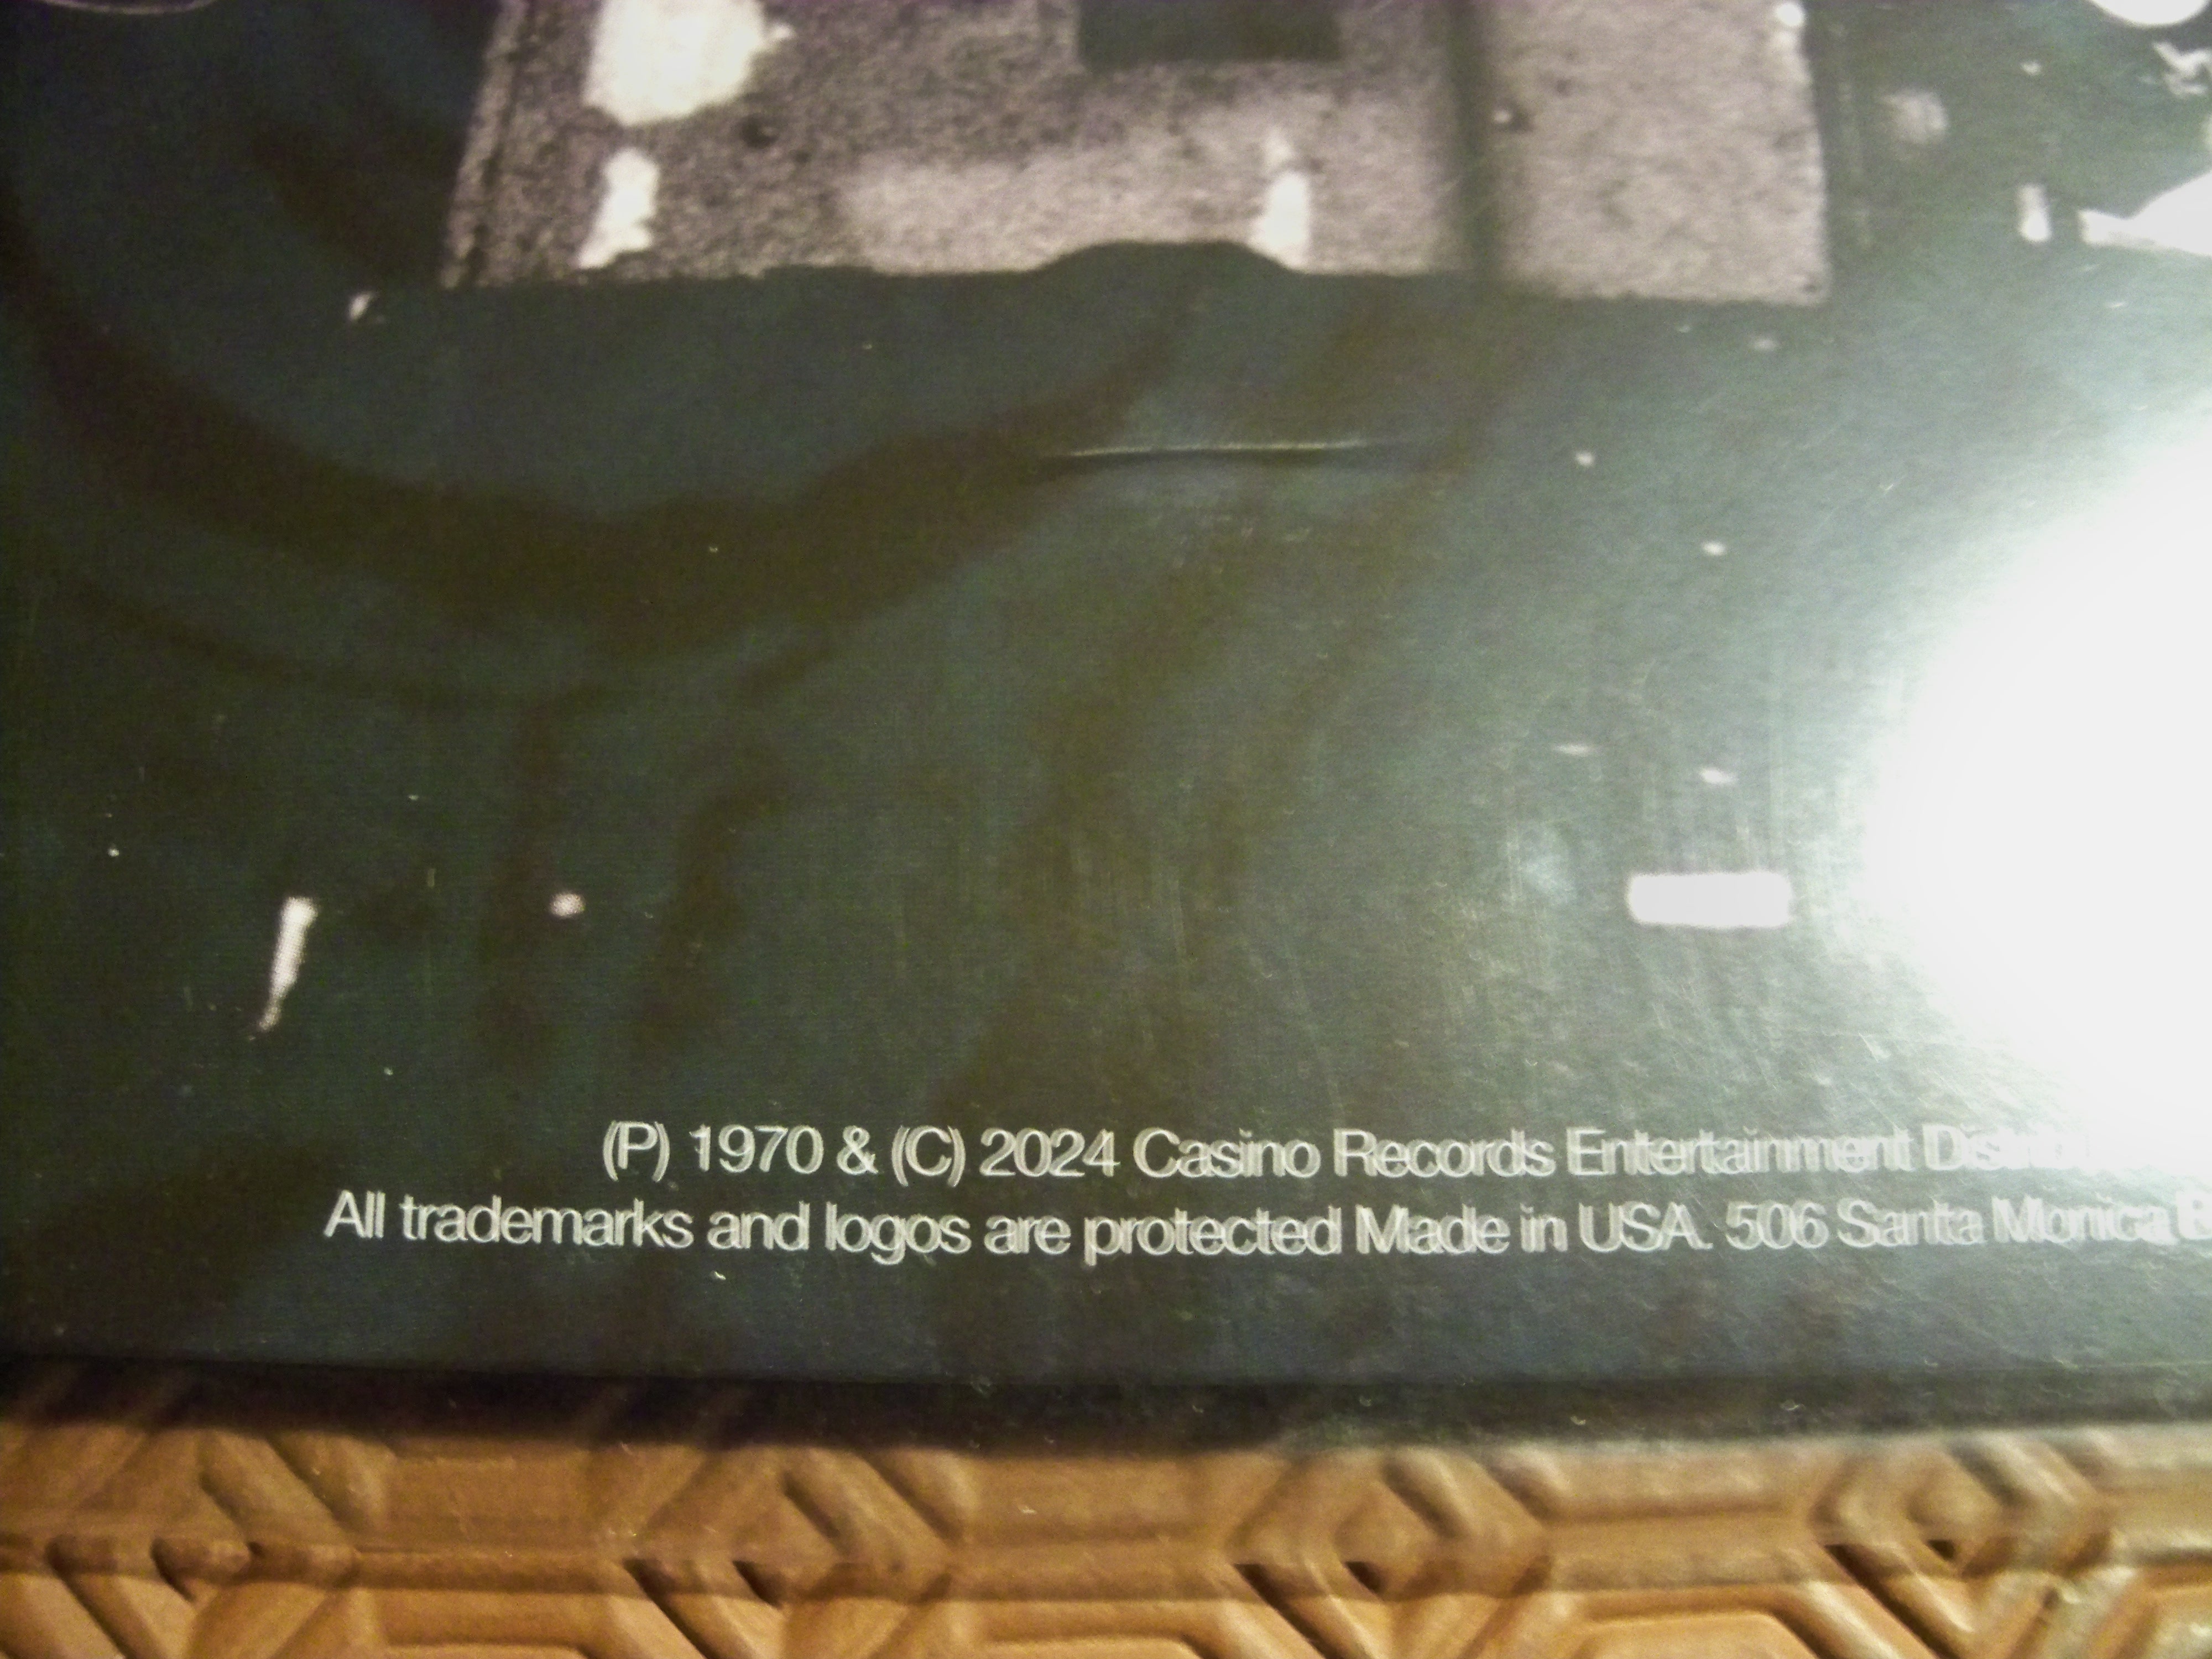 (P) 1970 & (C) 2024 Casino Records Entertainment
All trademarks and logos are protected Made in USA. 506 Santa Monica